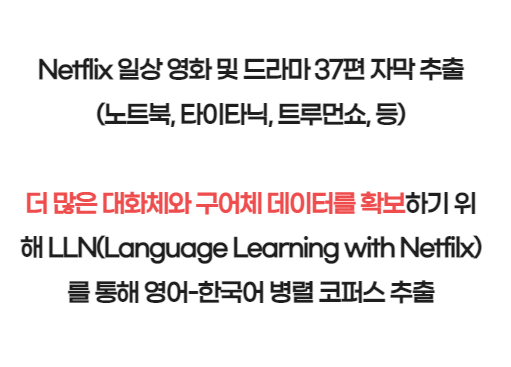 Netflix 일상 영화 및 드라마 37편 자막 추출
(노트북, 타이타닉, 트루먼쇼, 등)
더 많은 대화체와 구어체 데이터를 확보하기 위
해 LLN(Language Learning with Netfilx)
를 통해 영어-한국어 병렬 코퍼스 추출